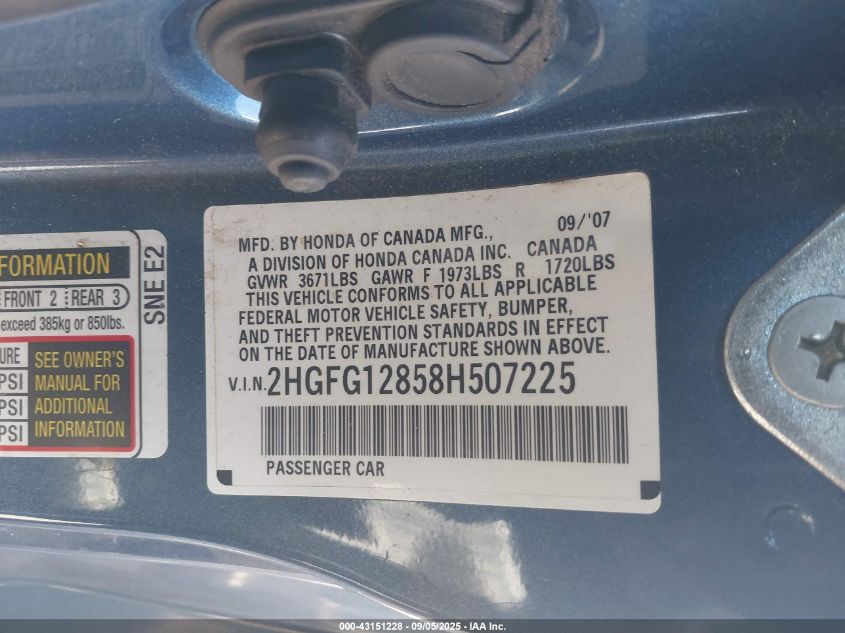 MFD. BY HONDA OF CANADA MFG., 09/'07
A DIVISION OF HONDA CANADA INC. CANADA
GVWR 3671LBS GAWR F 1973LBS R 1720LBS
THIS VEHICLE CONFORMS TO ALL APPLICABLE
FEDERAL MOTOR VEHICLE SAFETY, BUMPER,
AND THEFT PREVENTION STANDARDS IN EFFECT
ON THE DATE OF MANUFACTURE SHOWN ABOVE.
V.I.N. 2HGFG12858H507225
PASSENGER CAR
FORMATION
FRONT 2 REAR 3
exceed 385kg or 850lbs.
SNE E2
URE
PSI
PSI
PSI
SEE OWNER'S
MANUAL FOR
ADDITIONAL
INFORMATION
000-43151228 - 09/05/2025 - IAA Inc.